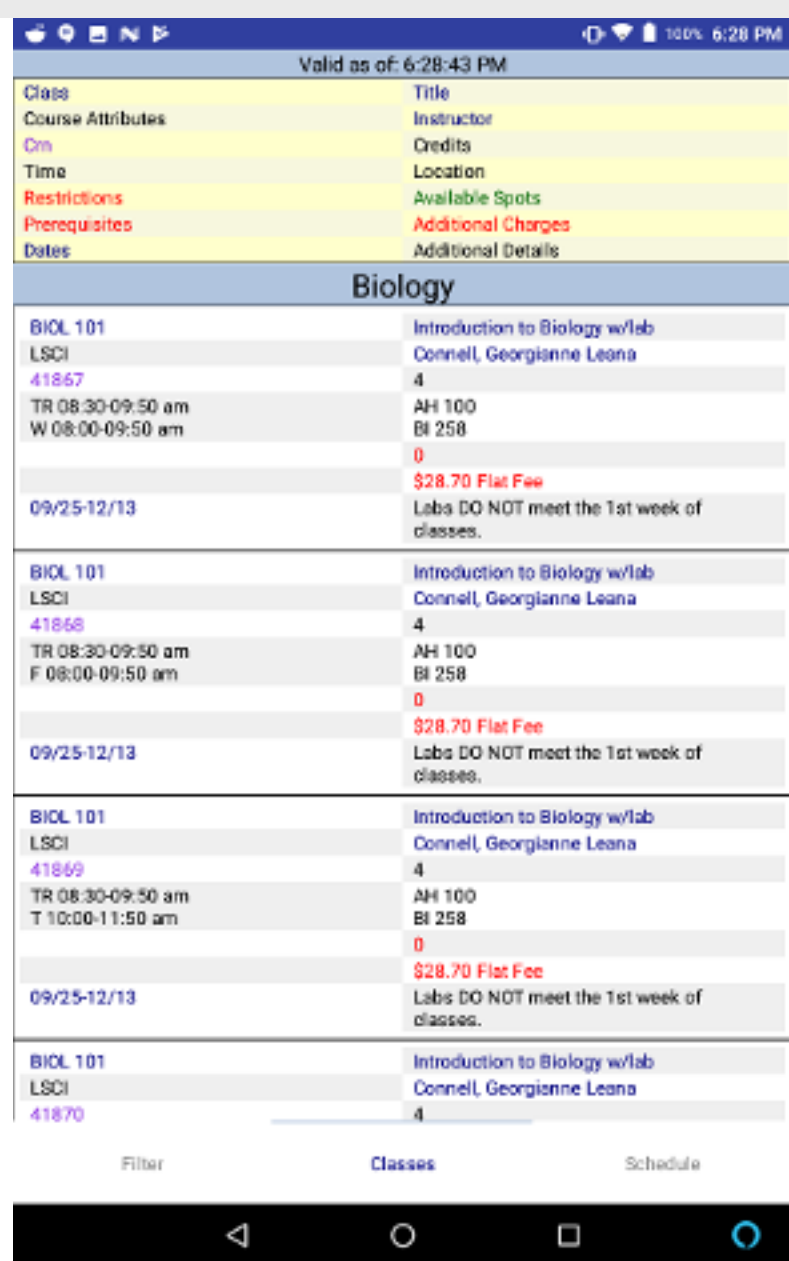 100% 6:28 PM
Valid as of: 6:28:43 PM
Class Title
Course Attributes Instructor
Crn Credits
Time Location
Restrictions Available Spots
Prerequisites Additional Charges
Dates Additional Details
Biology
BIOL 101 Introduction to Biology w/lab
LSCI Connell, Georgianne Leana
41867 4
TR 08:30-09:50 am AH 100
W 08:00-09:50 am BI 258
0
$28.70 Flat Fee
09/25-12/13 Labs DO NOT meet the 1st week of
classes.
BIOL 101 Introduction to Biology w/lab
LSCI Connell, Georgianne Leana
41868 4
TR 08:30-09:50 am AH 100
F 08:00-09:50 am BI 258
0
$28.70 Flat Fee
09/25-12/13 Labs DO NOT meet the 1st week of
classes.
BIOL 101 Introduction to Biology w/lab
LSCI Connell, Georgianne Leana
41869 4
TR 08:30-09:50 am AH 100
T 10:00-11:50 am BI 258
0
$28.70 Flat Fee
09/25-12/13 Labs DO NOT meet the 1st week of
classes.
BIOL 101 Introduction to Biology w/lab
LSCI Connell, Georgianne Leana
41870 4
Filter Classes Schedule